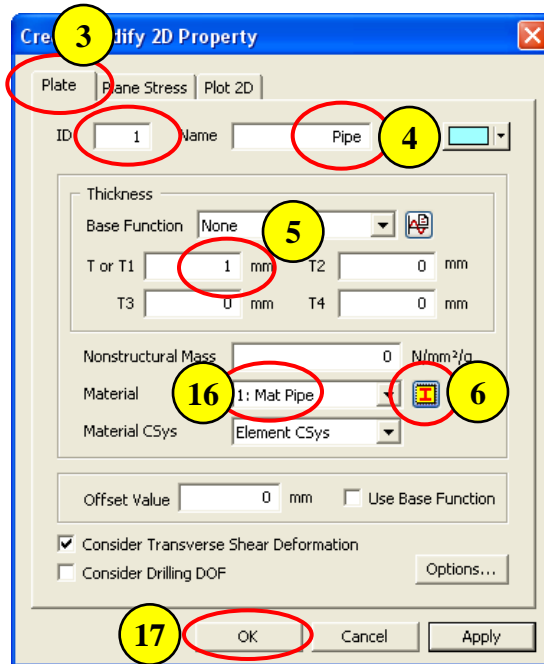 Cre 3 dify 2D Property
Plate Plane Stress Plot 2D
ID 1 Name Pipe 4
Thickness
Base Function None 5
T or T1 1 mm T2 0 mm
T3 0 mm T4 0 mm
Nonstructural Mass 0 N/mm²/g
Material 16 1: Mat Pipe 6
Material CSys Element CSys
Offset Value 0 mm Use Base Function
Consider Transverse Shear Deformation
Consider Drilling DOF Options...
17 OK Cancel Apply